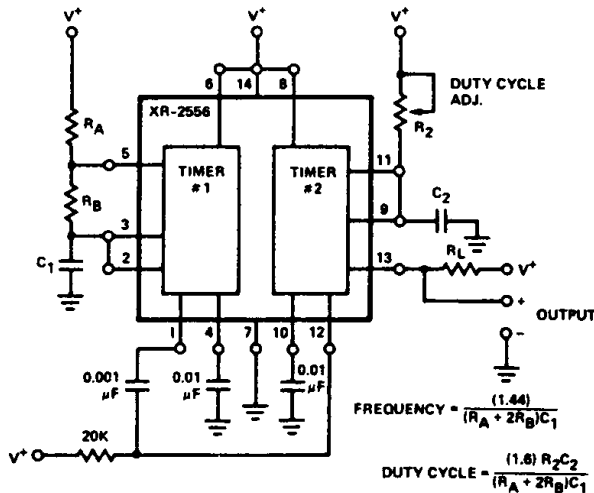 V+ V+ V+
6 14 8
DUTY CYCLE
ADJ.
XR-2556
RA
R2
5
TIMER
#1
TIMER
#2
11
RB
9
C2
3
C1
2
13
RL
V+
+
OUTPUT
-
1 4 7 10 12
0.001
µF
0.01
µF
0.01
µF
FREQUENCY = (1.44) / (RA + 2RB)C1
V+
20K
DUTY CYCLE = (1.6) R2C2 / (RA + 2RB)C1